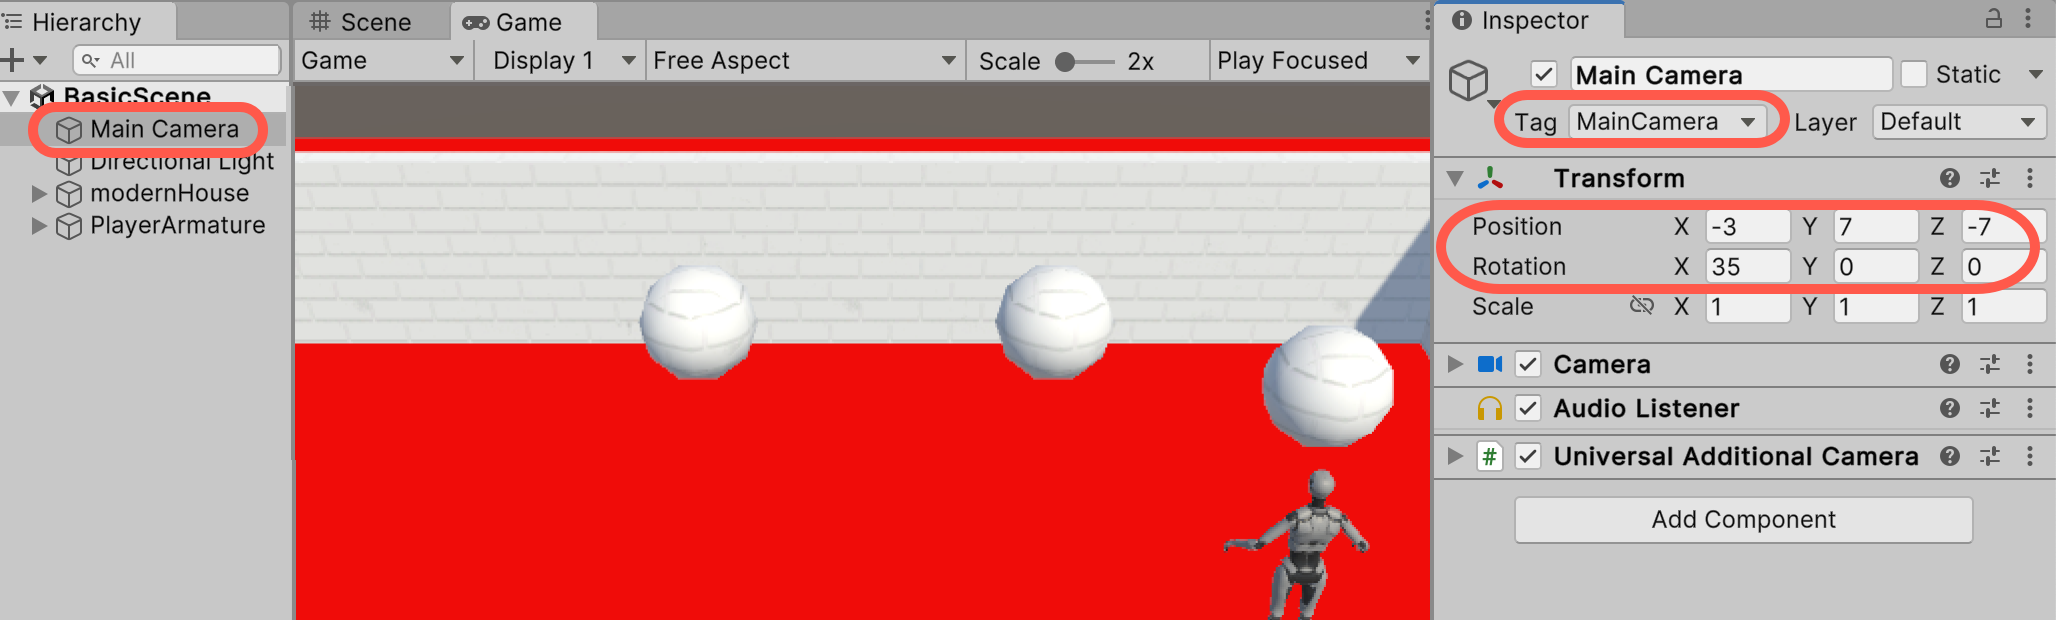 Hierarchy
All
BasicScene
Main Camera
Directional Light
modernHouse
PlayerArmature
Scene
Game
Game
Display 1
Free Aspect
Scale
2x
Play Focused
Inspector
Main Camera
Static
Tag MainCamera
Layer Default
Transform
Position X -3 Y 7 Z -7
Rotation X 35 Y 0 Z 0
Scale X 1 Y 1 Z 1
Camera
Audio Listener
# Universal Additional Camera
Add Component